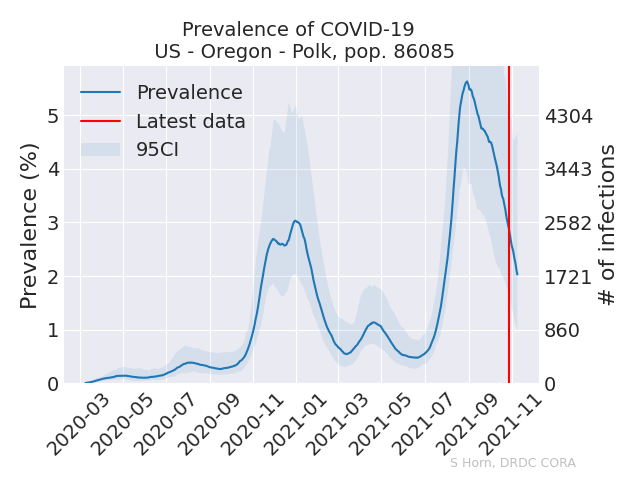 Prevalence of COVID-19
US - Oregon - Polk, pop. 86085
Prevalence
Latest data
95CI
Prevalence (%)
5
4
3
2
1
0
4304
3443
2582
1721
860
0
# of infections
2020-03
2020-05
2020-07
2020-09
2020-11
2021-01
2021-03
2021-05
2021-07
2021-09
2021-11
S Horn, DRDC CORA